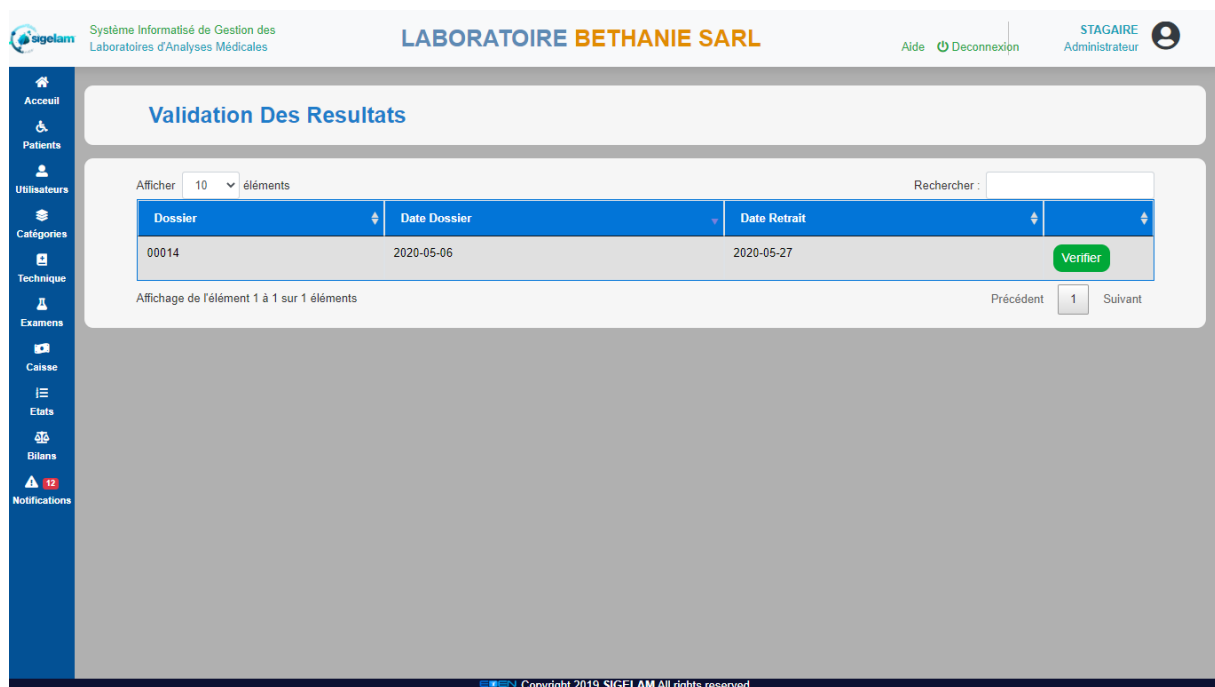 sigelam
Système Informatisé de Gestion des
Laboratoires d'Analyses Médicales
LABORATOIRE BETHANIE SARL
Aide Deconnexion
STAGAIRE
Administrateur
Acceuil
Patients
Utilisateurs
Catégories
Technique
Examens
Caisse
Etats
Bilans
12
Notifications
Validation Des Resultats
Afficher 10 éléments
Rechercher :
Dossier Date Dossier Date Retrait
00014 2020-05-06 2020-05-27 Verifier
Affichage de l'élément 1 à 1 sur 1 éléments
Précédent 1 Suivant
Copyright 2019 SIGELAM All rights reserved